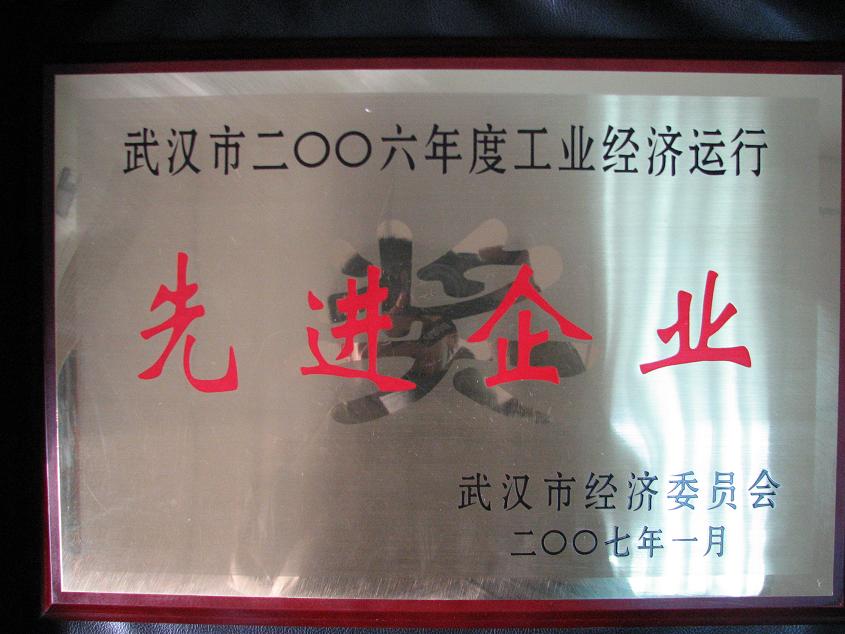 武汉市二〇〇六年度工业经济运行
奖
先进企业
武汉市经济委员会
二〇〇七年一月